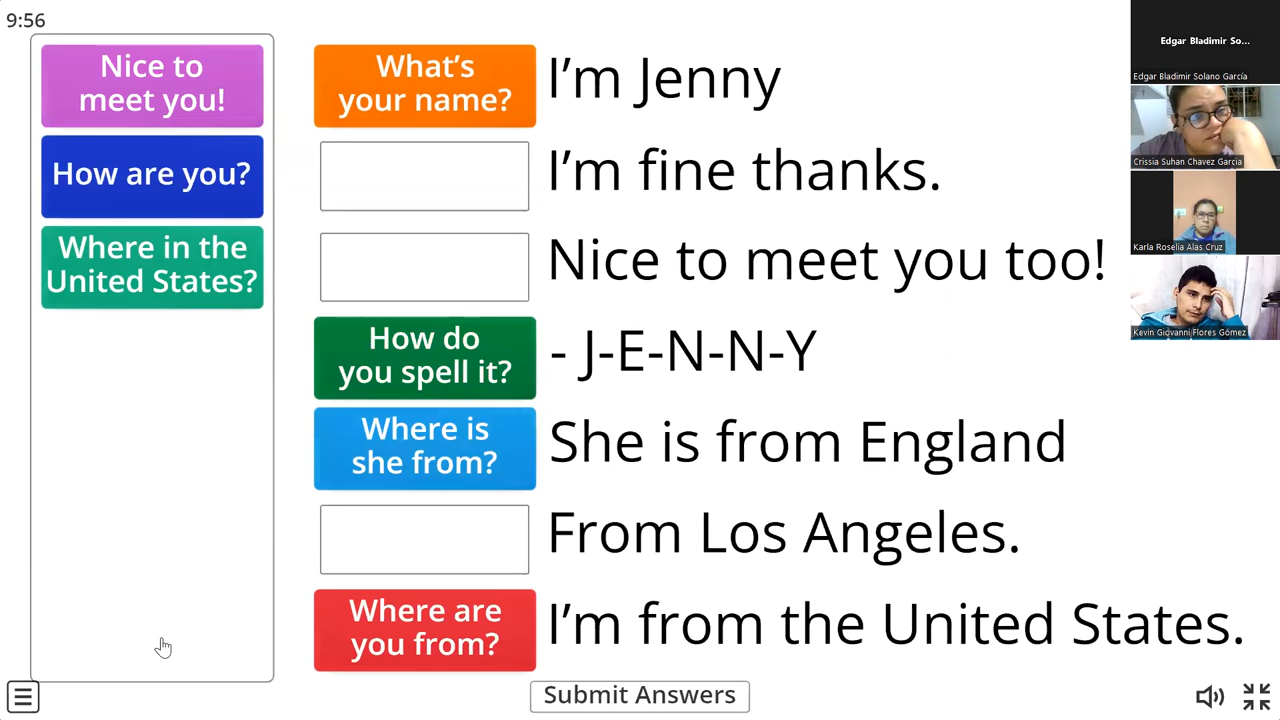 9:56
Nice to
meet you!
How are you?
Where in the
United States?
What's
your name?
I'm Jenny
I'm fine thanks.
Nice to meet you too!
How do
you spell it?
- J-E-N-N-Y
Where is
she from?
She is from England
From Los Angeles.
Where are
you from?
I'm from the United States.
Submit Answers
Edgar Bladimir So...
Edgar Bladimir Solano García
Crissia Suhan Chavez Garcia
Karla Roselia Alas Cruz
Kevin Giovanni Flores Gómez